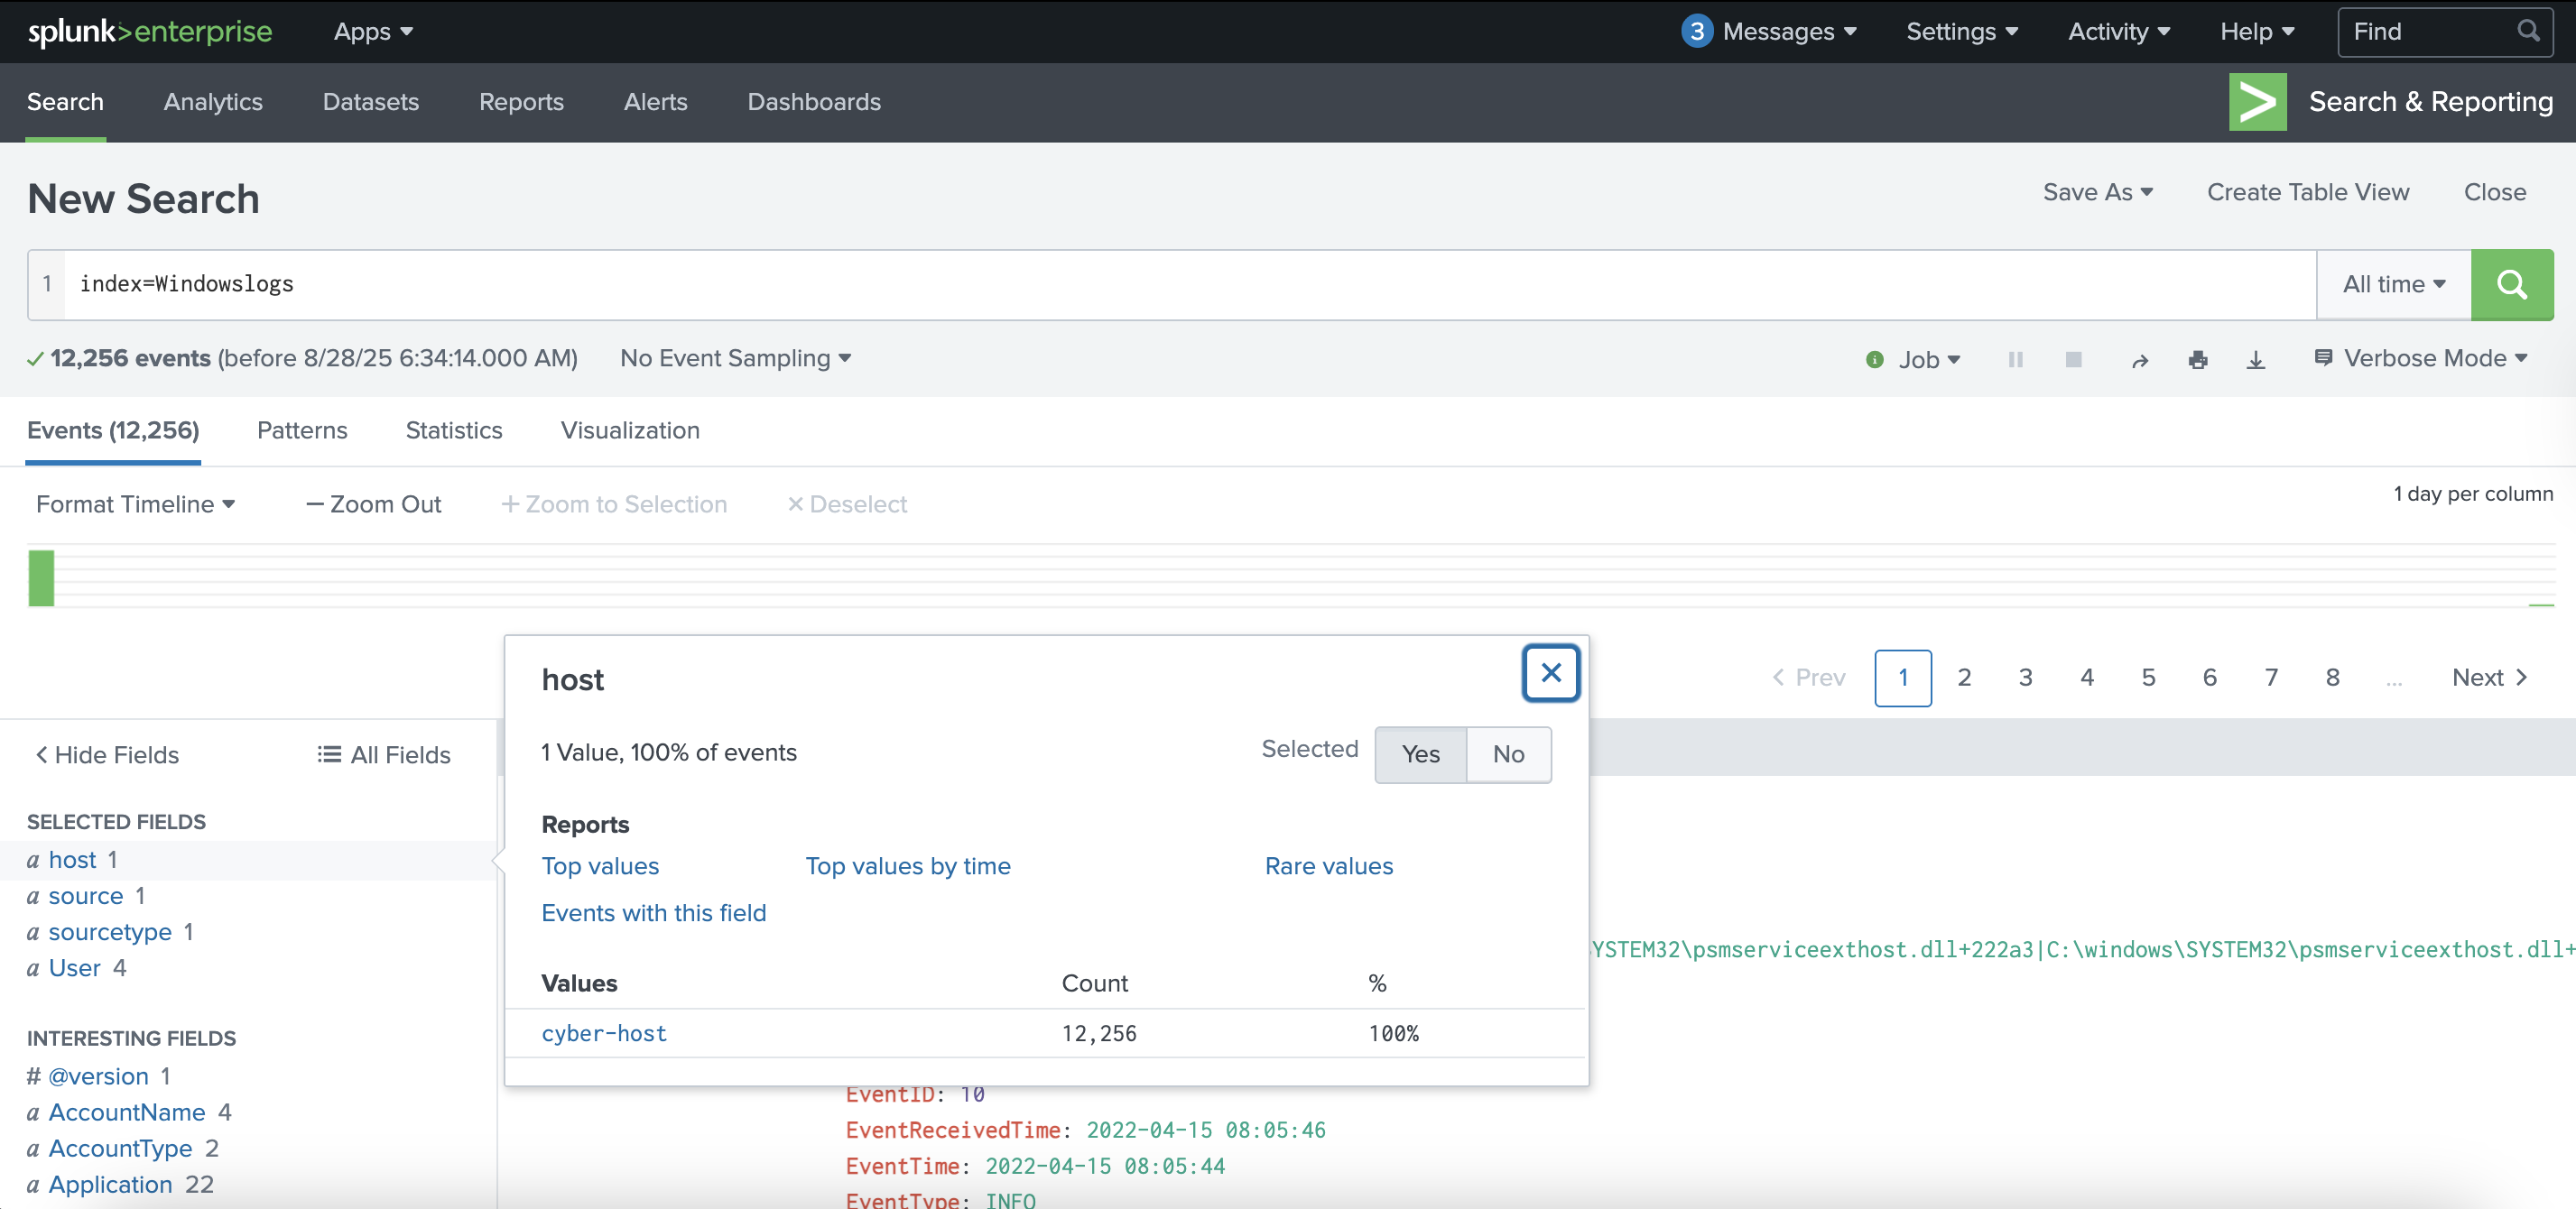 splunk>enterprise Apps 3 Messages Settings Activity Help Find
Search Analytics Datasets Reports Alerts Dashboards Search & Reporting
New Search Save As Create Table View Close
1 index=Windowslogs All time
12,256 events (before 8/28/25 6:34:14.000 AM) No Event Sampling Job Verbose Mode
Events (12,256) Patterns Statistics Visualization
Format Timeline — Zoom Out + Zoom to Selection × Deselect 1 day per column
host
< Prev 1 2 3 4 5 6 7 8 ... Next >
1 Value, 100% of events Selected Yes No
< Hide Fields All Fields
Reports
Top values Top values by time Rare values
Events with this field
Values Count %
cyber-host 12,256 100%
SELECTED FIELDS
a host 1
a source 1
a sourcetype 1
a User 4
INTERESTING FIELDS
# @version 1
a AccountName 4
a AccountType 2
a Application 22
YSTEM32\psmserviceexthost.dll+222a3|C:\windows\SYSTEM32\psmserviceexthost.dll+
EventID: 10
EventReceivedTime: 2022-04-15 08:05:46
EventTime: 2022-04-15 08:05:44
EventType: INFO